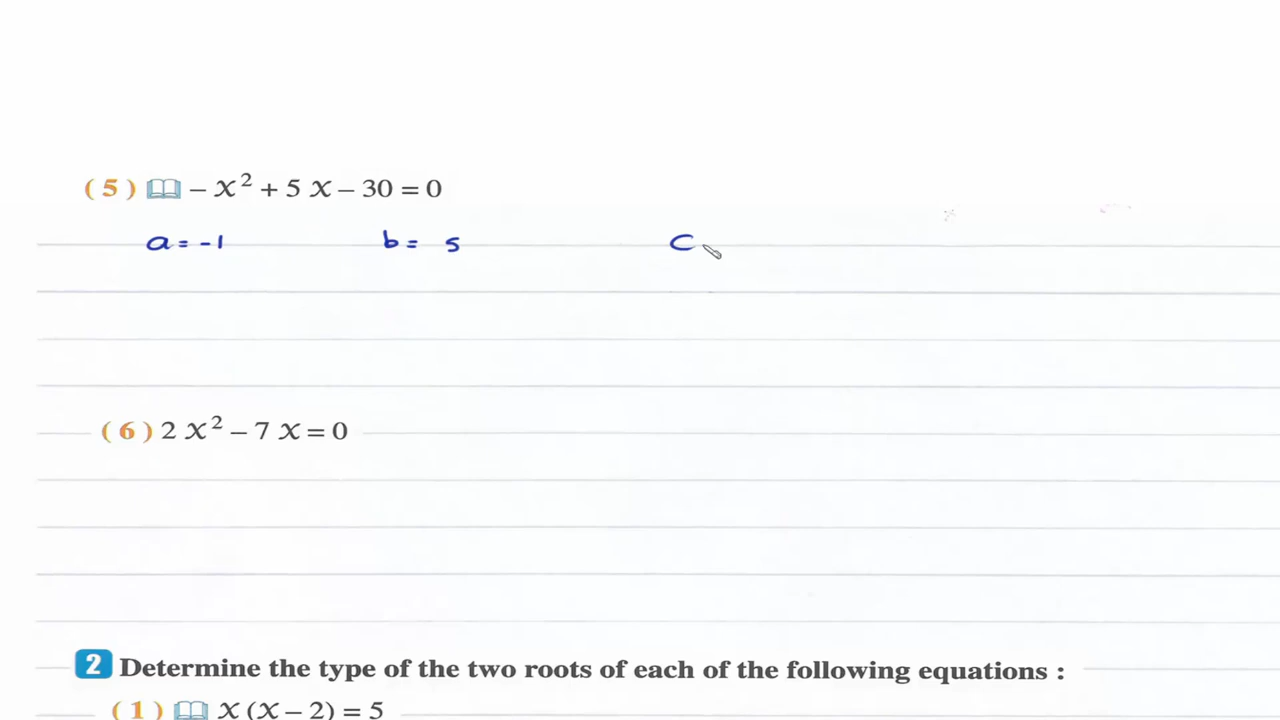 ( 5 ) – x² + 5 x – 30 = 0
a = -1 b = 5 C
( 6 ) 2 x² – 7 x = 0
2 Determine the type of the two roots of each of the following equations :
( 1 ) x (x – 2) = 5